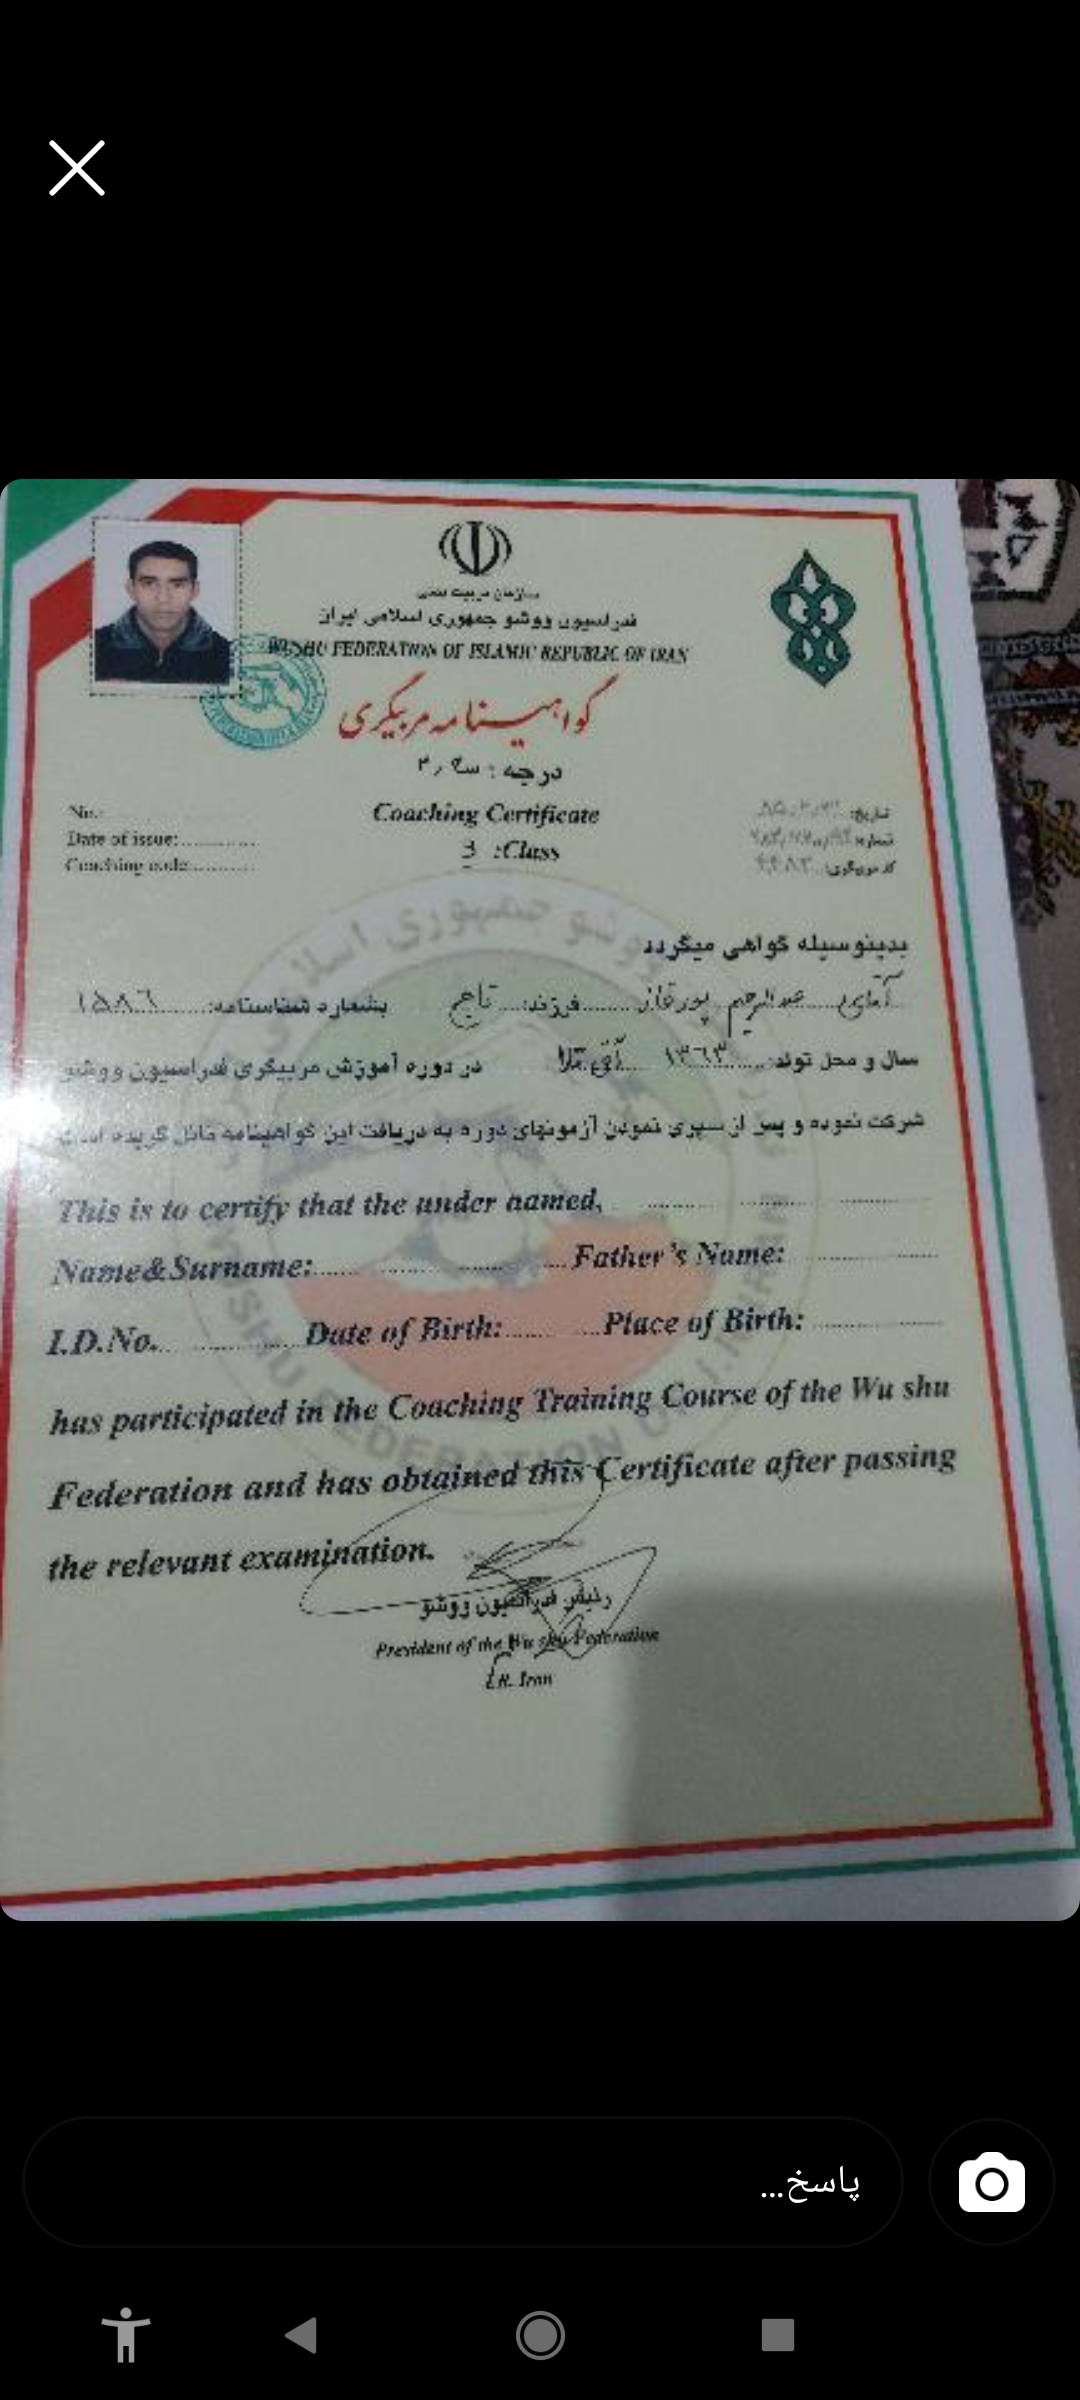 سازمان تربیت بدنی
فدراسیون ووشو جمهوری اسلامی ایران
WUSHU FEDERATION OF ISLAMIC REPUBLIC OF IRAN
گواهینامه مربیگری
درجه : سه ۳
Coaching Certificate
3 :Class
No.:
Date of issue:
Coaching code
تاریخ:
شماره:
کد مربیگری:
بدینوسیله گواهی میگردد
آقای عبدالرحیم پورقاز فرزند: تاج بشماره شناسنامه: ۱۵۸۶
سال و محل تولد: ۱۳۶۳ آق قلا در دوره آموزش مربیگری فدراسیون ووشو
شرکت نموده و پس از سپری نمودن آزمونهای دوره به دریافت این گواهینامه نائل گردیده است
This is to certify that the under named,
Name&Surname: Father's Name:
I.D.No. Date of Birth: Place of Birth:
has participated in the Coaching Training Course of the Wu shu
Federation and has obtained this Certificate after passing
the relevant examination.
رئیس فدراسیون ووشو
President of the Wu shu Federation
I.R. Iran
پاسخ...